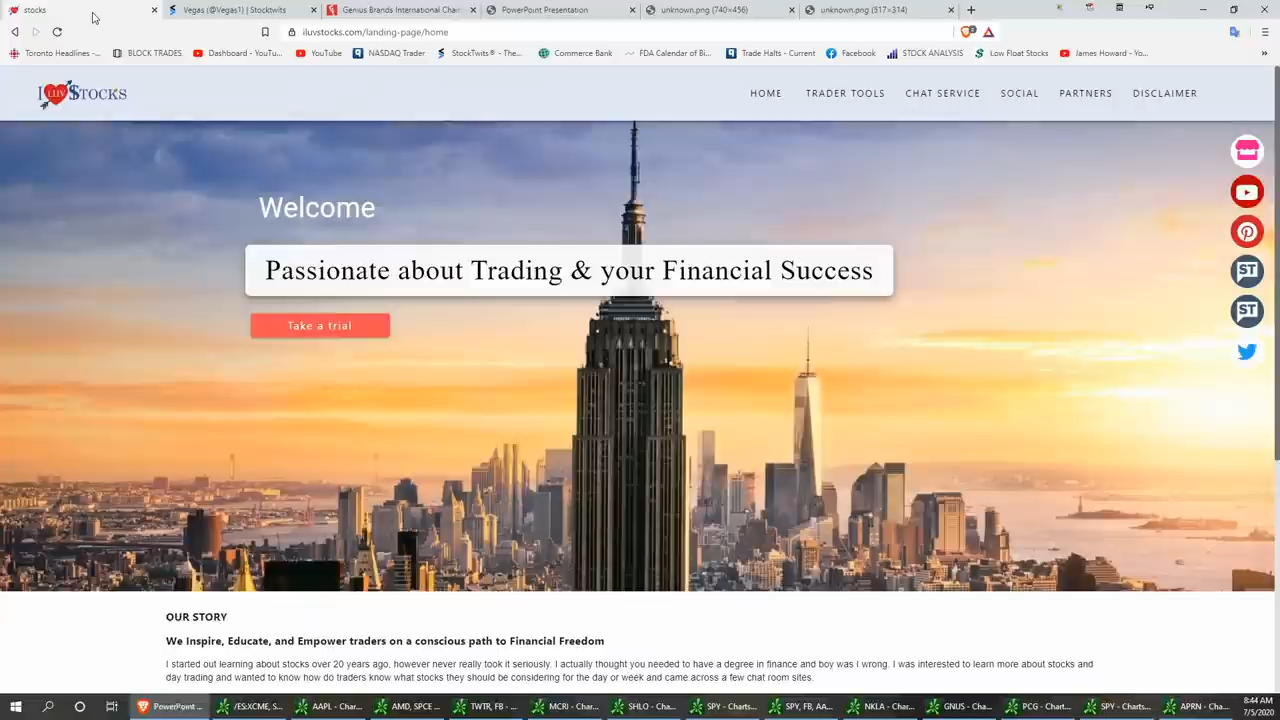 stocks
Vegas (@Vegas1) | Stocktwits
Genius Brands International Chan
PowerPoint Presentation
unknown.png (740×456)
unknown.png (517×314)
iluvstocks.com/landing-page/home
Toronto Headlines -...
BLOCK TRADES
Dashboard - YouTu...
YouTube
NASDAQ Trader
StockTwits® - The...
Commerce Bank
FDA Calendar of Bi...
Trade Halts - Current
Facebook
STOCK ANALYSIS
Low Float Stocks
James Howard - Yo...
I LUV $TOCKS
HOME TRADER TOOLS CHAT SERVICE SOCIAL PARTNERS DISCLAIMER
Welcome
Passionate about Trading & your Financial Success
Take a trial
ST
ST
OUR STORY
We Inspire, Educate, and Empower traders on a conscious path to Financial Freedom
I started out learning about stocks over 20 years ago, however never really took it seriously. I actually thought you needed to have a degree in finance and boy was I wrong. I was interested to learn more about stocks and
day trading and wanted to know how do traders know what stocks they should be considering for the day or week and came across a few chat room sites.
PowerPoint ...
/ES:XCME, S...
AAPL - Char...
AMD, SPCE ...
TWTR, FB - ...
MCRI - Char...
SHLO - Char...
SPY - Charts...
SPY, FB, AA...
NKLA - Char...
GNUS - Char...
PCG - Chart...
SPY - Charts...
APRN - Char...
8:44 AM
7/5/2020